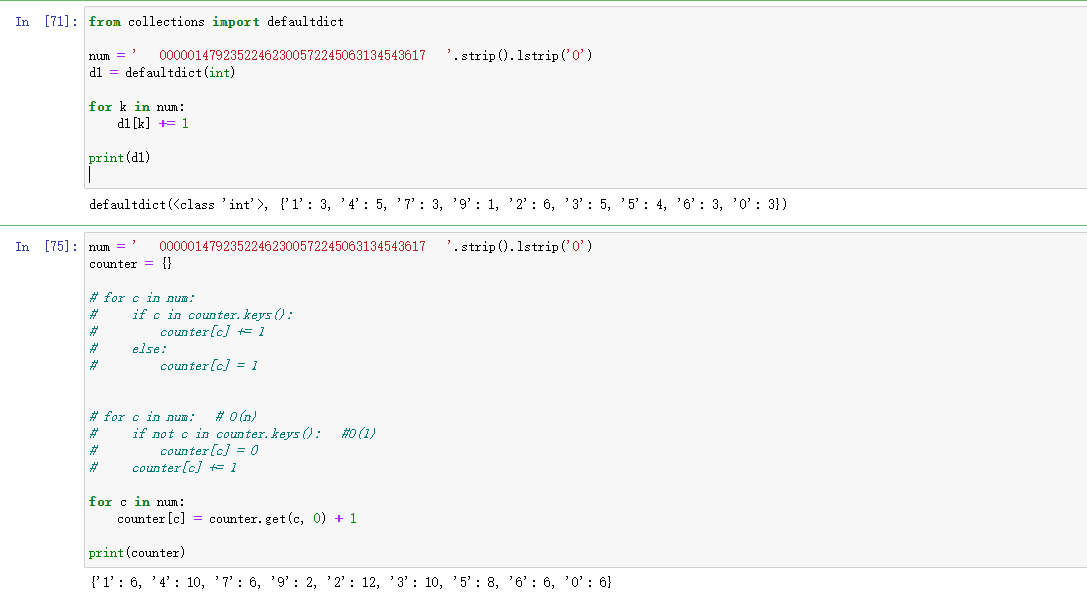 In [71]: from collections import defaultdict
num = '   00000147923522462300572245063134543617   '.strip().lstrip('0')
d1 = defaultdict(int)
for k in num:
    d1[k] += 1
print(d1)
defaultdict(<class 'int'>, {'1': 3, '4': 5, '7': 3, '9': 1, '2': 6, '3': 5, '5': 4, '6': 3, '0': 3})
In [75]: num = '   00000147923522462300572245063134543617   '.strip().lstrip('0')
counter = {}
# for c in num:
#     if c in counter.keys():
#         counter[c] += 1
#     else:
#         counter[c] = 1
# for c in num:   # O(n)
#     if not c in counter.keys():   #O(1)
#         counter[c] = 0
#     counter[c] += 1
for c in num:
    counter[c] = counter.get(c, 0) + 1
print(counter)
{'1': 6, '4': 10, '7': 6, '9': 2, '2': 12, '3': 10, '5': 8, '6': 6, '0': 6}